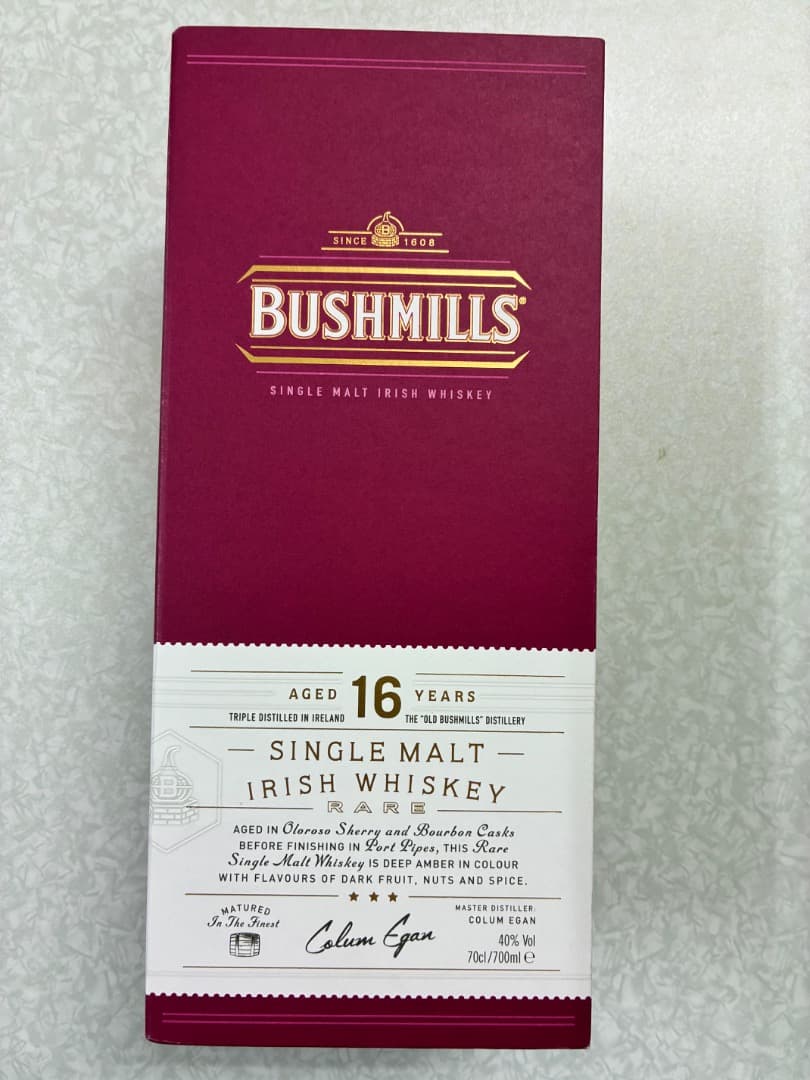 SINCE 1608
B
BUSHMILLS®
SINGLE MALT IRISH WHISKEY
AGED 16 YEARS
TRIPLE DISTILLED IN IRELAND THE "OLD BUSHMILLS" DISTILLERY
SINGLE MALT
IRISH WHISKEY
RARE
AGED IN Oloroso Sherry and Bourbon Casks
BEFORE FINISHING IN Port Pipes, THIS Rare
Single Malt Whiskey IS DEEP AMBER IN COLOUR
WITH FLAVOURS OF DARK FRUIT, NUTS AND SPICE.
B
MATURED
In The Finest
Colum Egan
MASTER DISTILLER:
COLUM EGAN
40% Vol
70cl/700ml ℮